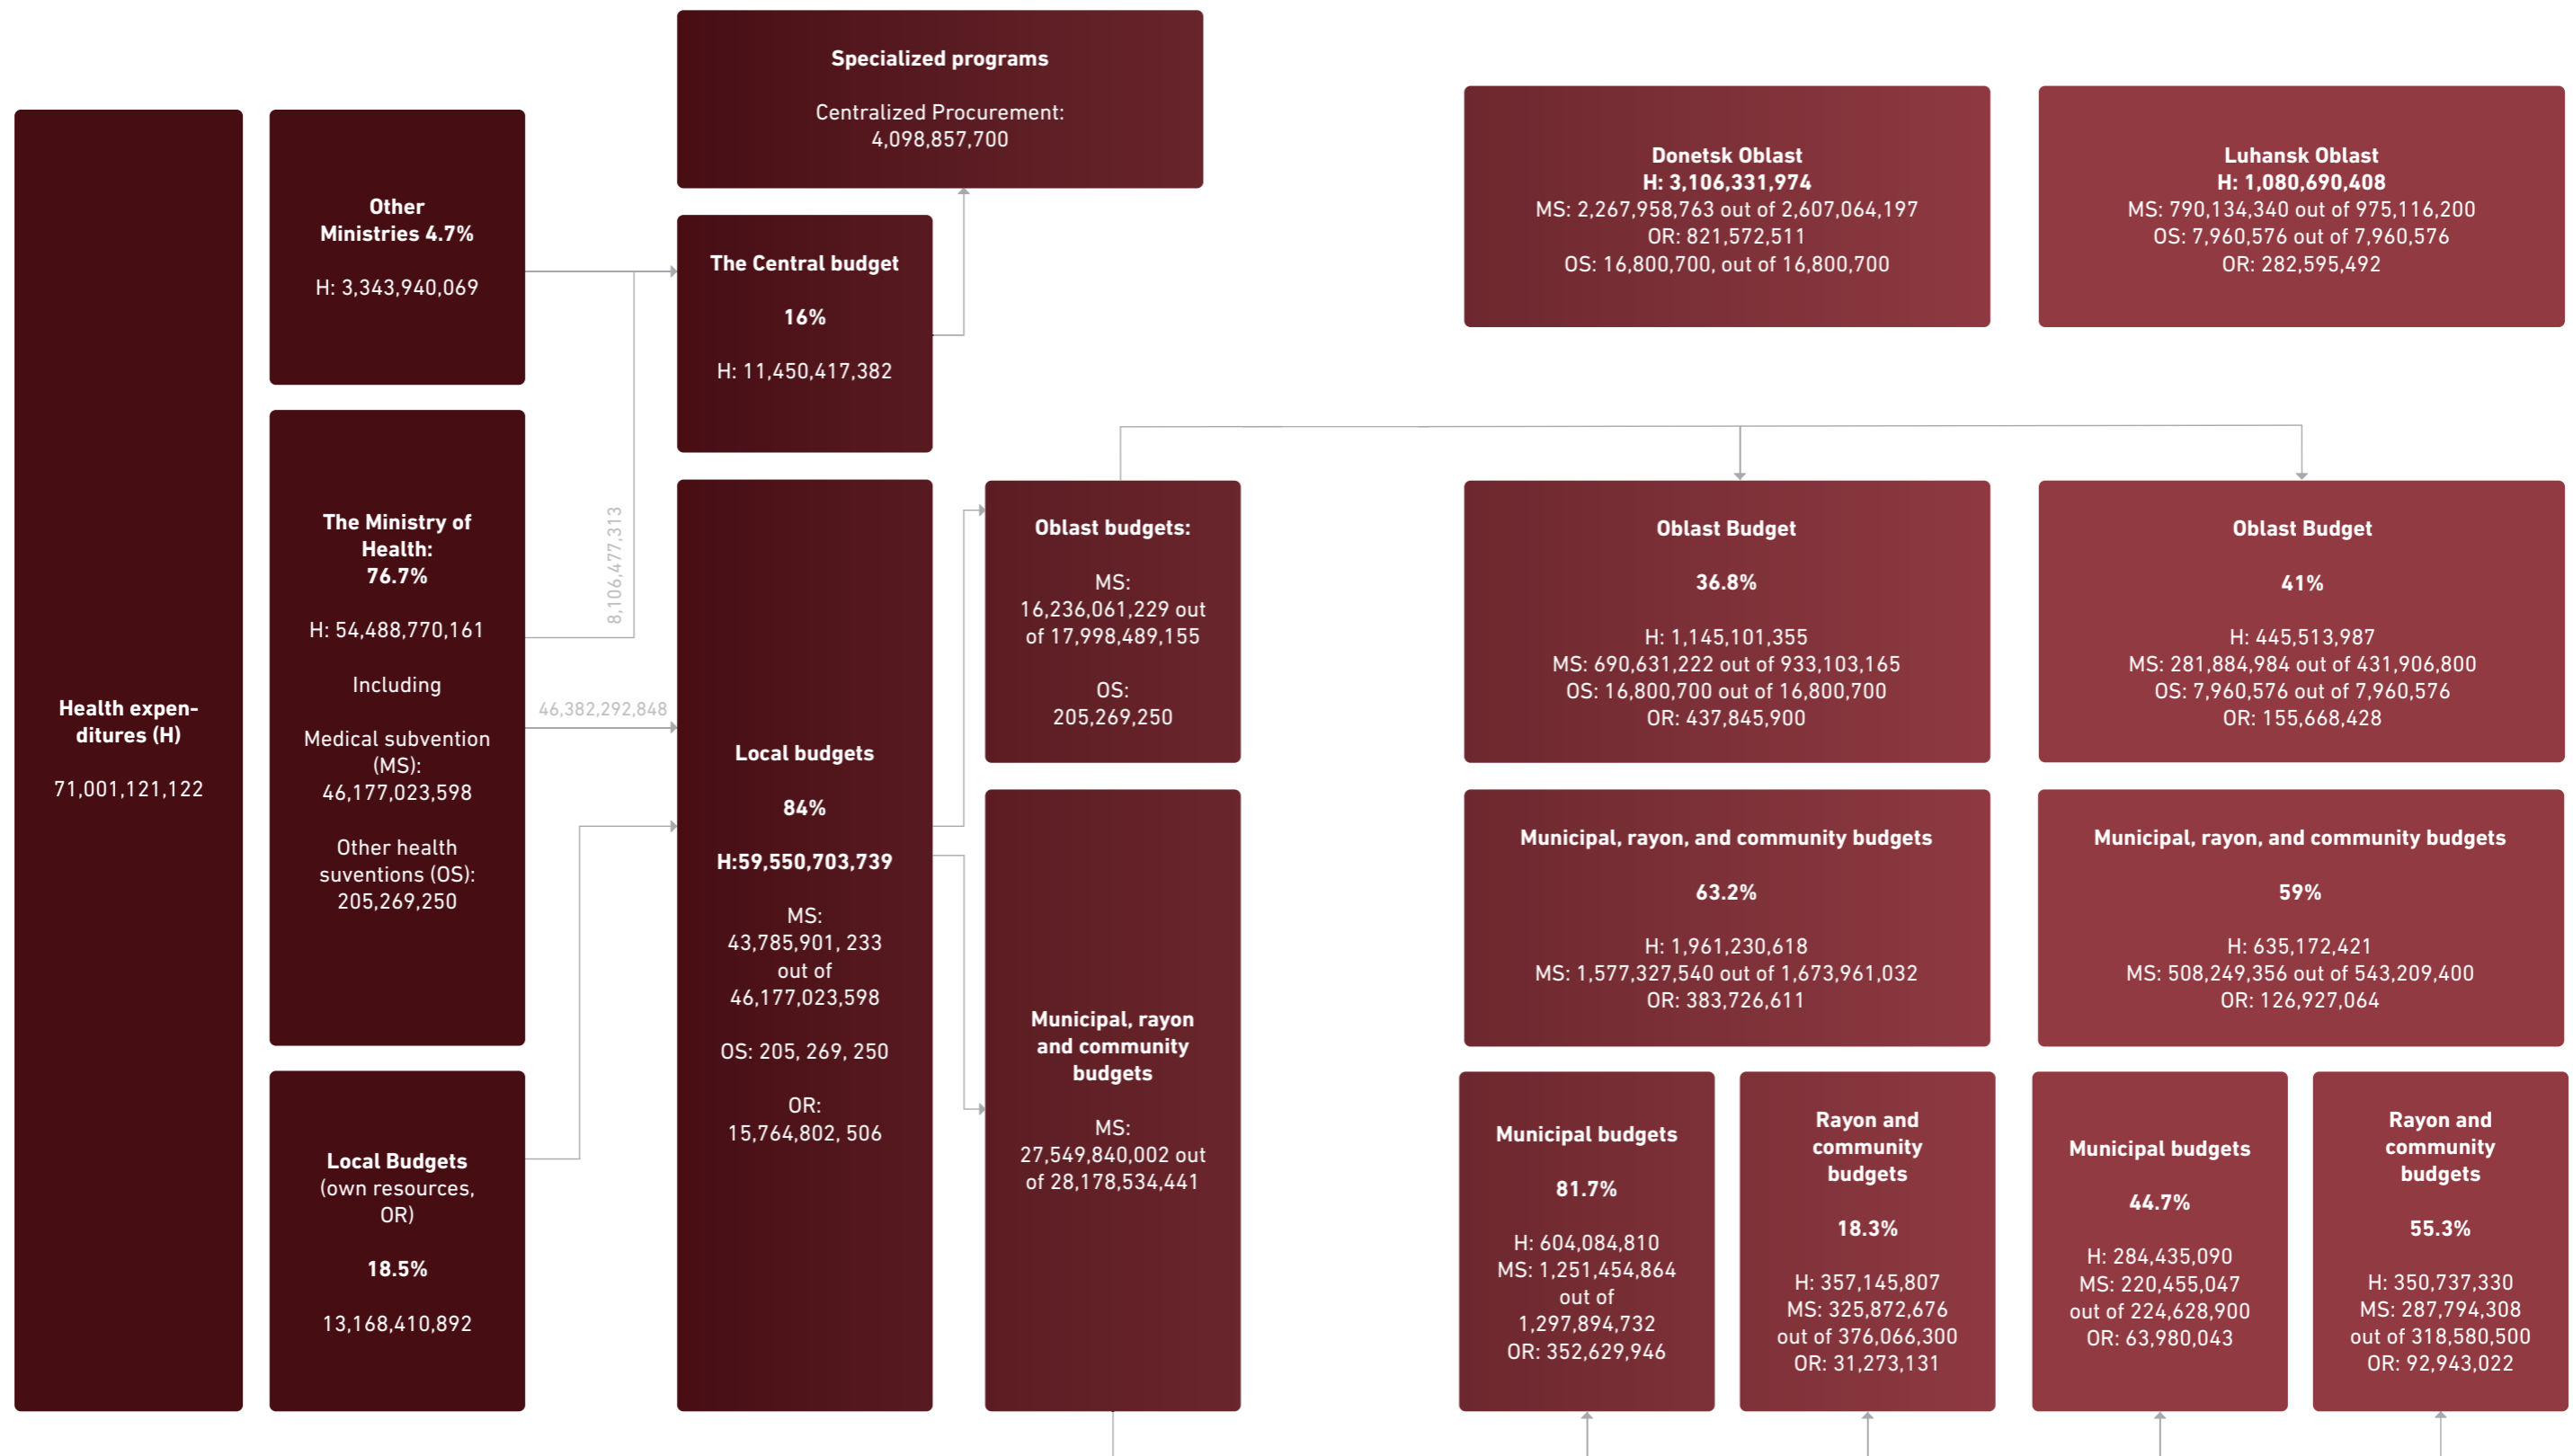 Health expen-
ditures (H)
71,001,121,122
Other
Ministries 4.7%
H: 3,343,940,069
The Ministry of
Health:
76.7%
H: 54,488,770,161
Including
Medical subvention
(MS):
46,177,023,598
Other health
suventions (OS):
205,269,250
Local Budgets
(own resources,
OR)
18.5%
13,168,410,892
8,106,477,313
46,382,292,848
Specialized programs
Centralized Procurement:
4,098,857,700
The Central budget
16%
H: 11,450,417,382
Local budgets
84%
H:59,550,703,739
MS:
43,785,901, 233
out of
46,177,023,598
OS: 205, 269, 250
OR:
15,764,802, 506
Oblast budgets:
MS:
16,236,061,229 out
of 17,998,489,155
OS:
205,269,250
Municipal, rayon
and community
budgets
MS:
27,549,840,002 out
of 28,178,534,441
Donetsk Oblast
H: 3,106,331,974
MS: 2,267,958,763 out of 2,607,064,197
OR: 821,572,511
OS: 16,800,700, out of 16,800,700
Luhansk Oblast
H: 1,080,690,408
MS: 790,134,340 out of 975,116,200
OS: 7,960,576 out of 7,960,576
OR: 282,595,492
Oblast Budget
36.8%
H: 1,145,101,355
MS: 690,631,222 out of 933,103,165
OS: 16,800,700 out of 16,800,700
OR: 437,845,900
Oblast Budget
41%
H: 445,513,987
MS: 281,884,984 out of 431,906,800
OS: 7,960,576 out of 7,960,576
OR: 155,668,428
Municipal, rayon, and community budgets
63.2%
H: 1,961,230,618
MS: 1,577,327,540 out of 1,673,961,032
OR: 383,726,611
Municipal, rayon, and community budgets
59%
H: 635,172,421
MS: 508,249,356 out of 543,209,400
OR: 126,927,064
Municipal budgets
81.7%
H: 604,084,810
MS: 1,251,454,864
out of
1,297,894,732
OR: 352,629,946
Rayon and
community
budgets
18.3%
H: 357,145,807
MS: 325,872,676
out of 376,066,300
OR: 31,273,131
Municipal budgets
44.7%
H: 284,435,090
MS: 220,455,047
out of 224,628,900
OR: 63,980,043
Rayon and
community
budgets
55.3%
H: 350,737,330
MS: 287,794,308
out of 318,580,500
OR: 92,943,022